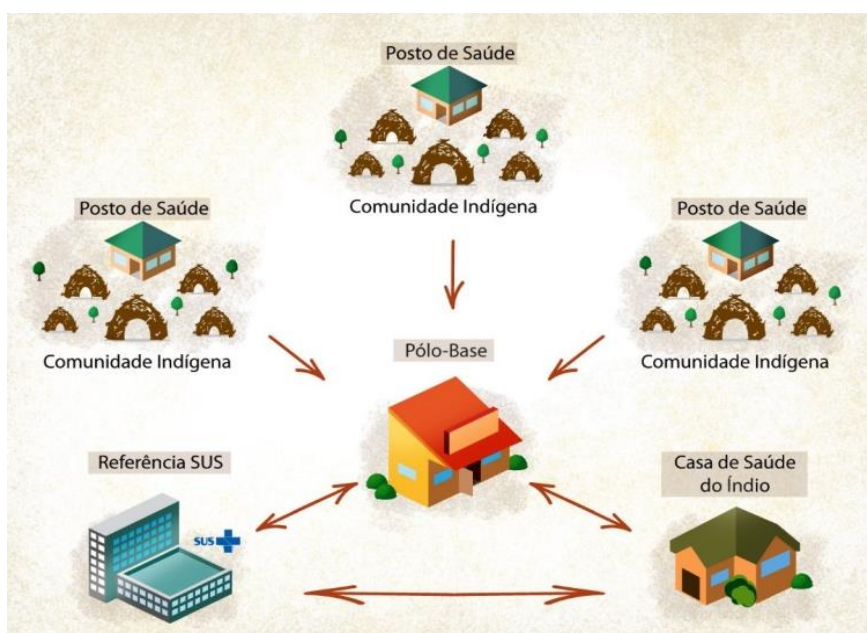 Posto de Saúde
Comunidade Indígena
Posto de Saúde
Comunidade Indígena
Posto de Saúde
Comunidade Indígena
Pólo-Base
Referência SUS
SUS
Casa de Saúde
do Índio